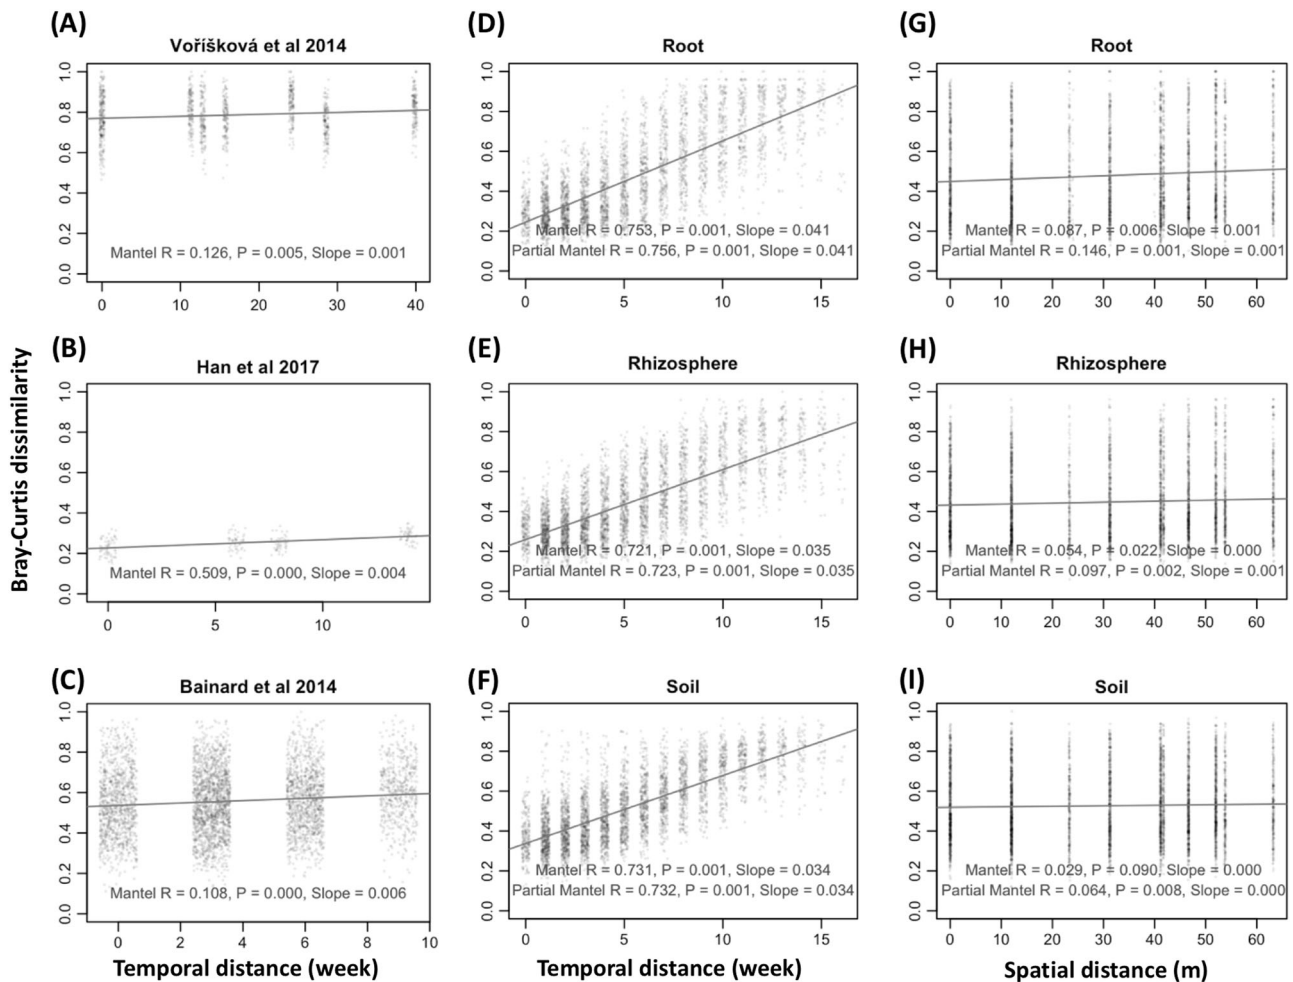 (A)
Voříšková et al 2014
0.0 0.2 0.4 0.6 0.8 1.0
Mantel R = 0.126, P = 0.005, Slope = 0.001
0 10 20 30 40
(B)
Han et al 2017
0.0 0.2 0.4 0.6 0.8 1.0
Mantel R = 0.509, P = 0.000, Slope = 0.004
0 5 10
(C)
Bainard et al 2014
0.0 0.2 0.4 0.6 0.8 1.0
Mantel R = 0.108, P = 0.000, Slope = 0.006
0 2 4 6 8 10
Temporal distance (week)
Bray-Curtis dissimilarity
(D)
Root
0.0 0.2 0.4 0.6 0.8 1.0
Mantel R = 0.753, P = 0.001, Slope = 0.041
Partial Mantel R = 0.756, P = 0.001, Slope = 0.041
0 5 10 15
(E)
Rhizosphere
0.0 0.2 0.4 0.6 0.8 1.0
Mantel R = 0.721, P = 0.001, Slope = 0.035
Partial Mantel R = 0.723, P = 0.001, Slope = 0.035
0 5 10 15
(F)
Soil
0.0 0.2 0.4 0.6 0.8 1.0
Mantel R = 0.731, P = 0.001, Slope = 0.034
Partial Mantel R = 0.732, P = 0.001, Slope = 0.034
0 5 10 15
Temporal distance (week)
(G)
Root
0.0 0.2 0.4 0.6 0.8 1.0
Mantel R = 0.087, P = 0.006, Slope = 0.001
Partial Mantel R = 0.146, P = 0.001, Slope = 0.001
0 10 20 30 40 50 60
(H)
Rhizosphere
0.0 0.2 0.4 0.6 0.8 1.0
Mantel R = 0.054, P = 0.022, Slope = 0.000
Partial Mantel R = 0.097, P = 0.002, Slope = 0.001
0 10 20 30 40 50 60
(I)
Soil
0.0 0.2 0.4 0.6 0.8 1.0
Mantel R = 0.029, P = 0.090, Slope = 0.000
Partial Mantel R = 0.064, P = 0.008, Slope = 0.000
0 10 20 30 40 50 60
Spatial distance (m)